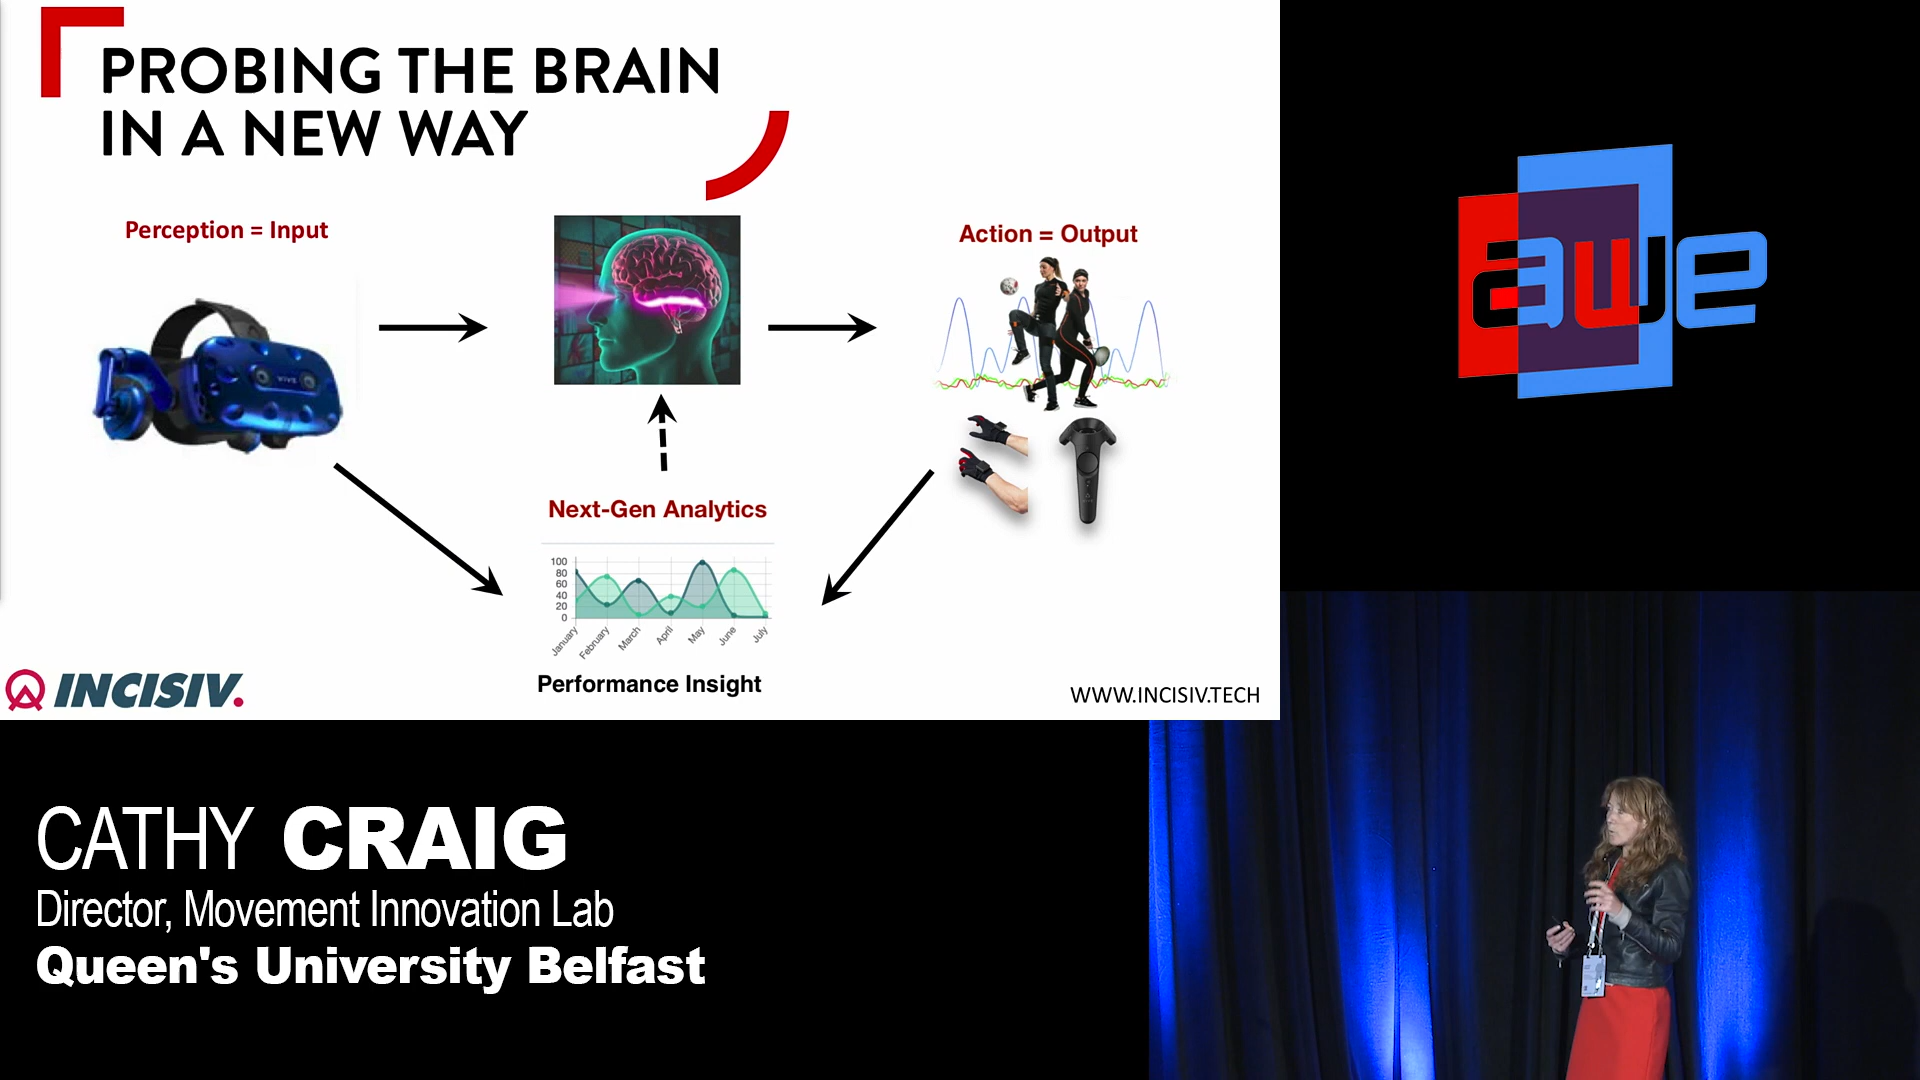 PROBING THE BRAIN
IN A NEW WAY
Perception = Input
Action = Output
VIVE
Next-Gen Analytics
100
80
60
40
20
0
January
February
March
April
May
June
July
Performance Insight
INCISIV.
WWW.INCISIV.TECH
awe
CATHY CRAIG
Director, Movement Innovation Lab
Queen's University Belfast